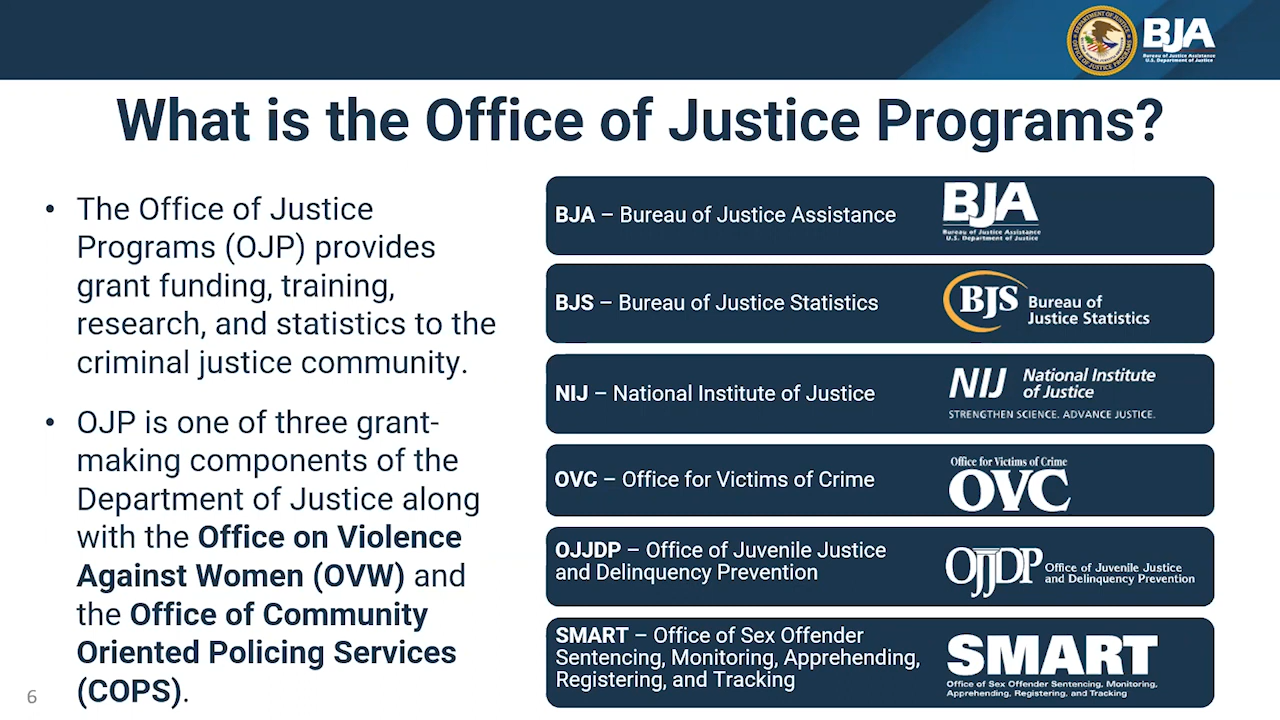 BJA
Bureau of Justice Assistance
U.S. Department of Justice
What is the Office of Justice Programs?
• The Office of Justice
Programs (OJP) provides
grant funding, training,
research, and statistics to the
criminal justice community.
• OJP is one of three grant-
making components of the
Department of Justice along
with the Office on Violence
Against Women (OVW) and
the Office of Community
Oriented Policing Services
(COPS).
BJA – Bureau of Justice Assistance
BJA
Bureau of Justice Assistance
U.S. Department of Justice
BJS – Bureau of Justice Statistics
BJS Bureau of
Justice Statistics
NIJ – National Institute of Justice
NIJ National Institute
of Justice
STRENGTHEN SCIENCE. ADVANCE JUSTICE.
OVC – Office for Victims of Crime
Office for Victims of Crime
OVC
OJJDP – Office of Juvenile Justice
and Delinquency Prevention
OJJDP Office of Juvenile Justice
and Delinquency Prevention
SMART – Office of Sex Offender
Sentencing, Monitoring, Apprehending,
Registering, and Tracking
SMART
Office of Sex Offender Sentencing, Monitoring,
Apprehending, Registering, and Tracking
6